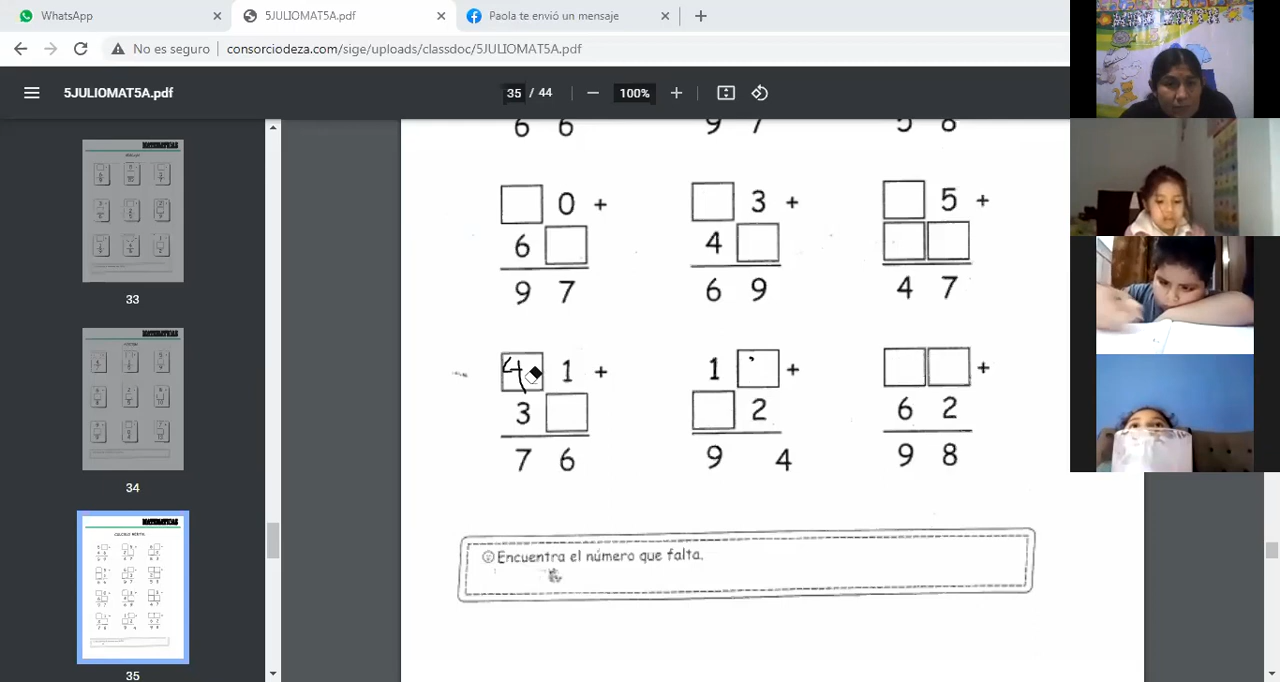 WhatsApp
5JULIOMAT5A.pdf
Paola te envió un mensaje
No es seguro
consorciodeza.com/sige/uploads/classdoc/5JULIOMAT5A.pdf
5JULIOMAT5A.pdf
35 / 44
100%
33
34
35
6 6
9 7
5 8
0 +
6
9 7
3 +
4
6 9
5 +
4 7
4 1 +
3
7 6
1 +
2
9 4
+
6 2
9 8
Encuentra el número que falta.